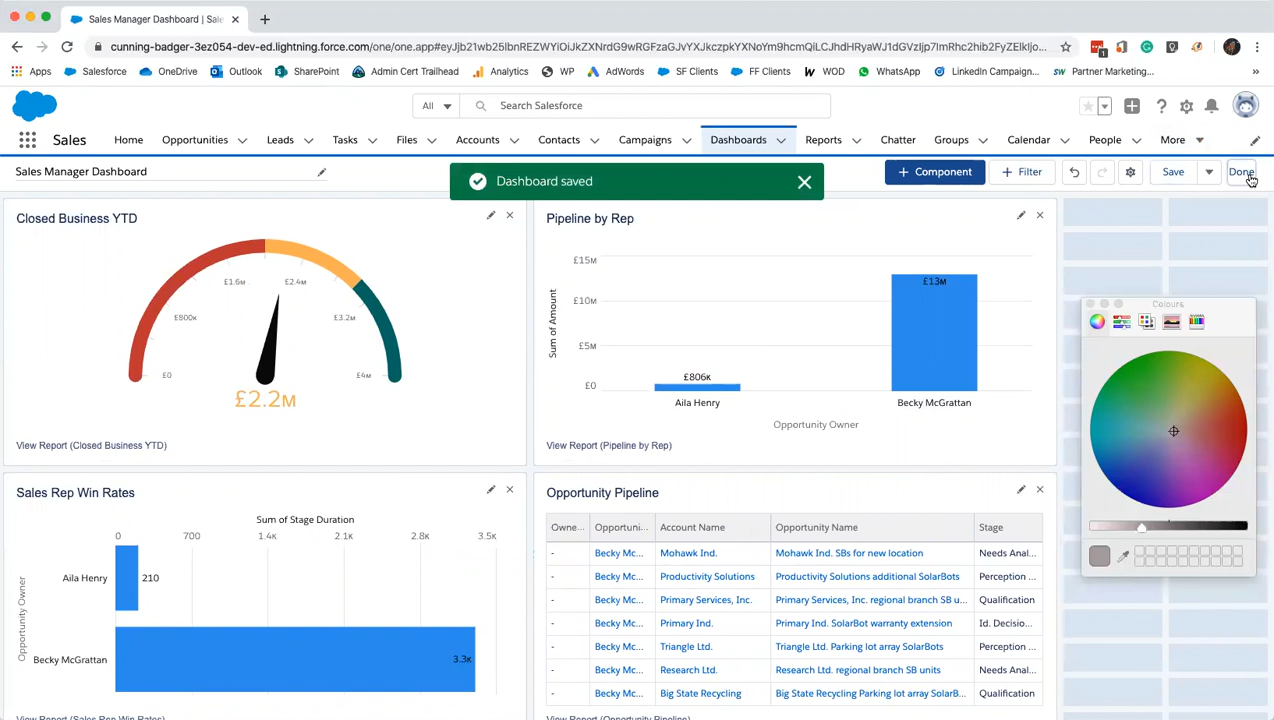 Sales Manager Dashboard | Sale
cunning-badger-3ez054-dev-ed.lightning.force.com/one/one.app#
Apps Salesforce OneDrive Outlook SharePoint Admin Cert Trailhead Analytics WP AdWords SF Clients FF Clients WOD WhatsApp LinkedIn Campaign... Partner Marketing... »
All Search Salesforce
Sales Home Opportunities Leads Tasks Files Accounts Contacts Campaigns Dashboards Reports Chatter Groups Calendar People More
Sales Manager Dashboard
Dashboard saved
+ Component + Filter Save Done
Closed Business YTD
£0 £800K £1.6M £2.4M £3.2M £4M
£2.2M
View Report (Closed Business YTD)
Pipeline by Rep
Sum of Amount
£15M
£10M
£5M
£0
£806K
£13M
Aila Henry Becky McGrattan
Opportunity Owner
View Report (Pipeline by Rep)
Colours
Sales Rep Win Rates
Sum of Stage Duration
0 700 1.4K 2.1K 2.8K 3.5K
Opportunity Owner
Aila Henry 210
Becky McGrattan 3.3K
View Report (Sales Rep Win Rates)
Opportunity Pipeline
Owne... Opportuni... Account Name Opportunity Name Stage
- Becky Mc... Mohawk Ind. Mohawk Ind. SBs for new location Needs Anal...
- Becky Mc... Productivity Solutions Productivity Solutions additional SolarBots Perception ...
- Becky Mc... Primary Services, Inc. Primary Services, Inc. regional branch SB u... Qualification
- Becky Mc... Primary Ind. Primary Ind. SolarBot warranty extension Id. Decisio...
- Becky Mc... Triangle Ltd. Triangle Ltd. Parking lot array SolarBots Perception ...
- Becky Mc... Research Ltd. Research Ltd. regional branch SB units Needs Anal...
- Becky Mc... Big State Recycling Big State Recycling Parking lot array SolarB... Qualification
View Report (Opportunity Pipeline)